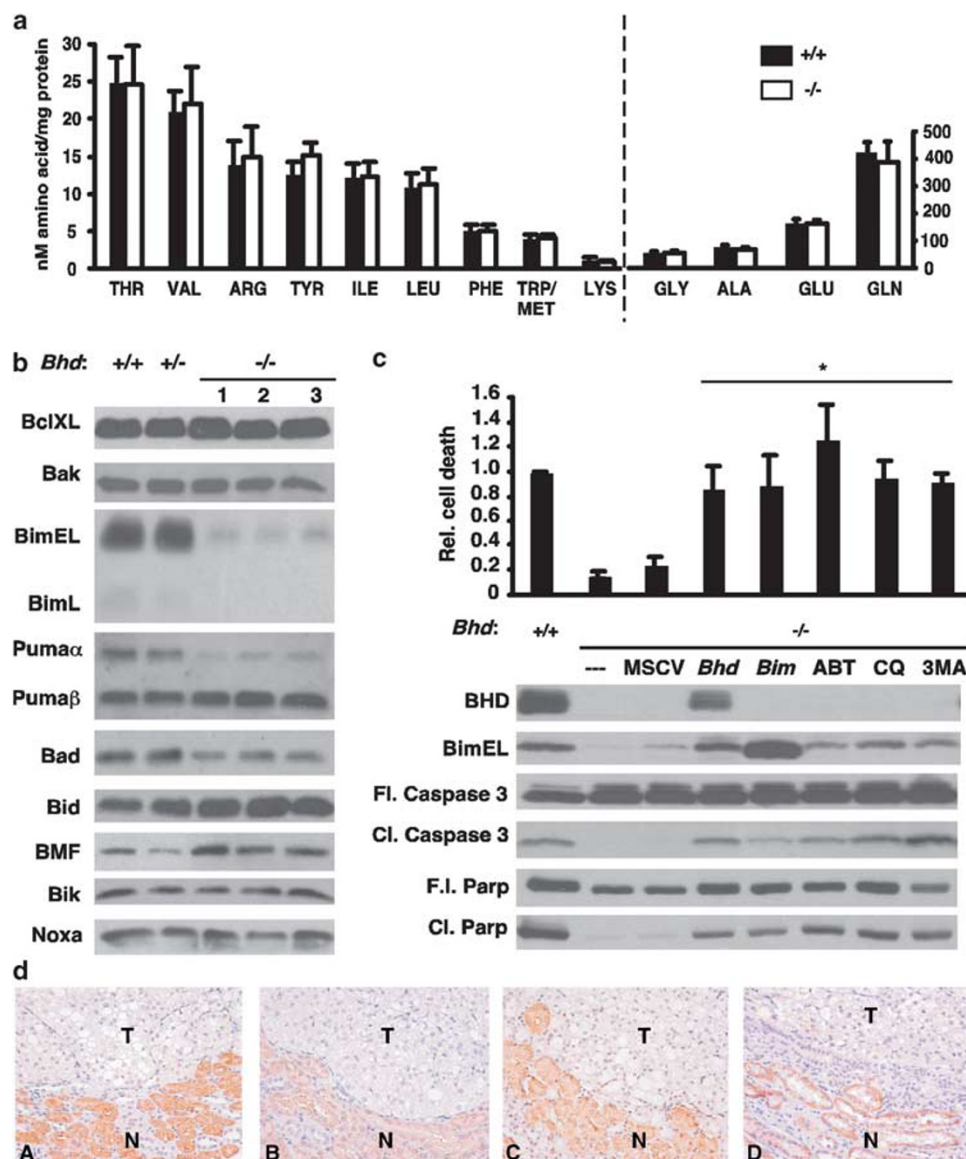 a
nM amino acid/mg protein
30
25
20
15
10
5
0
THR VAL ARG TYR ILE LEU PHE TRP/MET LYS GLY ALA GLU GLN
+/+
-/-
500
400
300
200
100
0
b
Bhd: +/+ +/- -/-
1 2 3
BclXL
Bak
BimEL
BimL
Pumaα
Pumaβ
Bad
Bid
BMF
Bik
Noxa
c
*
Rel. cell death
1.6
1.4
1.2
1.0
0.8
0.6
0.4
0.2
0
Bhd: +/+ -/-
--- MSCV Bhd Bim ABT CQ 3MA
BHD
BimEL
Fl. Caspase 3
Cl. Caspase 3
F.l. Parp
Cl. Parp
d
T
N
A
T
N
B
T
N
C
T
N
D